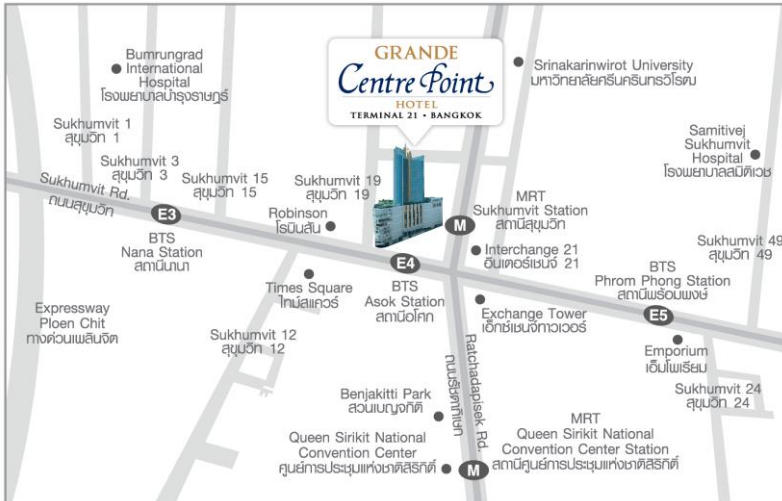 GRANDE
Centre Point
HOTEL
TERMINAL 21 • BANGKOK
Bumrungrad
International
Hospital
โรงพยาบาลบำรุงราษฎร์
Srinakarinwirot University
มหาวิทยาลัยศรีนครินทรวิโรฒ
Sukhumvit 1
สุขุมวิท 1
Sukhumvit 3
สุขุมวิท 3
Sukhumvit 15
สุขุมวิท 15
Sukhumvit 19
สุขุมวิท 19
Samitivej
Sukhumvit
Hospital
โรงพยาบาลสมิติเวช
Sukhumvit Rd.
ถนนสุขุมวิท
E3
BTS
Nana Station
สถานีนานา
Robinson
โรบินสัน
MRT
Sukhumvit Station
สถานีสุขุมวิท
M
Interchange 21
อินเตอร์เชนจ์ 21
Sukhumvit 49
สุขุมวิท 49
E4
BTS
Asok Station
สถานีอโศก
Times Square
ไทม์สแควร์
BTS
Phrom Phong Station
สถานีพร้อมพงษ์
E5
Expressway
Ploen Chit
ทางด่วนเพลินจิต
Sukhumvit 12
สุขุมวิท 12
Exchange Tower
เอ็กซ์เชนจ์ทาวเวอร์
Emporium
เอ็มโพเรียม
Ratchadapisek Rd.
ถนนรัชดาภิเษก
Sukhumvit 24
สุขุมวิท 24
Benjakitti Park
สวนเบญจกิติ
Queen Sirikit National
Convention Center
ศูนย์การประชุมแห่งชาติสิริกิติ์
M
MRT
Queen Sirikit National
Convention Center Station
สถานีศูนย์การประชุมแห่งชาติสิริกิติ์